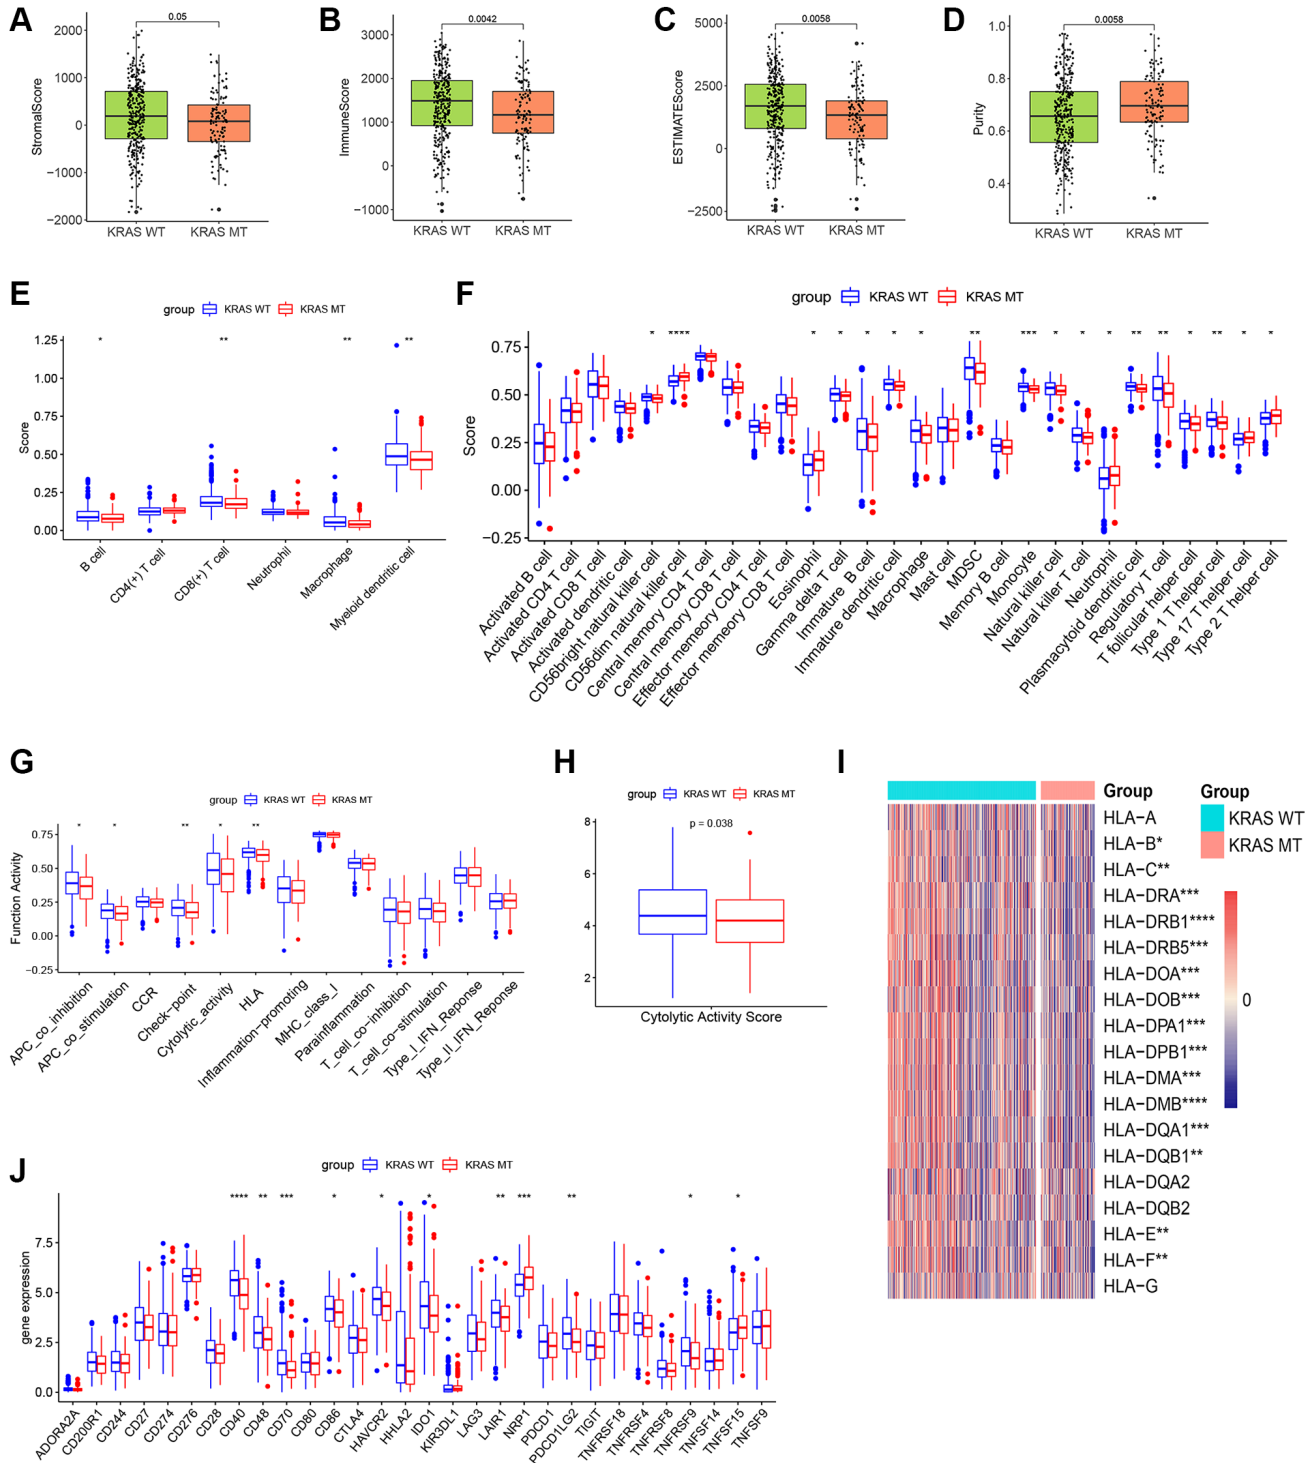 A
0.05
StromalScore
2000
1000
0
−1000
−2000
KRAS WT
KRAS MT
B
0.0042
ImmuneScore
3000
2000
1000
0
−1000
KRAS WT
KRAS MT
C
0.0058
ESTIMATEScore
5000
2500
0
−2500
KRAS WT
KRAS MT
D
0.0058
Purity
1.0
0.8
0.6
0.4
KRAS WT
KRAS MT
E
group KRAS WT KRAS MT
Score
1.25
1.00
0.75
0.50
0.25
0.00
* ** ** **
B cell
CD4(+) T cell
CD8(+) T cell
Neutrophil
Macrophage
Myeloid dendritic cell
F
group KRAS WT KRAS MT
Score
0.75
0.50
0.25
0.00
−0.25
* **** * * * * * ** *** * * * ** ** * ** * *
Activated B cell
Activated CD4 T cell
Activated CD8 T cell
Activated dendritic cell
CD56bright natural killer cell
CD56dim natural killer cell
Central memory CD4 T cell
Central memory CD8 T cell
Effector memeory CD4 T cell
Effector memeory CD8 T cell
Eosinophil
Gamma delta T cell
Immature B cell
Immature dendritic cell
Macrophage
Mast cell
MDSC
Memory B cell
Monocyte
Natural killer cell
Natural killer T cell
Neutrophil
Plasmacytoid dendritic cell
Regulatory T cell
T follicular helper cell
Type 1 T helper cell
Type 17 T helper cell
Type 2 T helper cell
G
group KRAS WT KRAS MT
Function Activity
0.75
0.50
0.25
0.00
−0.25
* * ** * **
APC_co_inhibition
APC_co_stimulation
CCR
Check−point
Cytolytic_activity
HLA
Inflammation−promoting
MHC_class_I
Parainflammation
T_cell_co−inhibition
T_cell_co−stimulation
Type_I_IFN_Reponse
Type_II_IFN_Reponse
H
group KRAS WT KRAS MT
p = 0.038
8
6
4
2
Cytolytic Activity Score
I
Group
HLA−A
HLA−B*
HLA−C**
HLA−DRA***
HLA−DRB1****
HLA−DRB5***
HLA−DOA***
HLA−DOB***
HLA−DPA1***
HLA−DPB1***
HLA−DMA***
HLA−DMB****
HLA−DQA1***
HLA−DQB1**
HLA−DQA2
HLA−DQB2
HLA−E**
HLA−F**
HLA−G
Group
KRAS WT
KRAS MT
0
J
group KRAS WT KRAS MT
gene expression
7.5
5.0
2.5
0.0
**** ** *** * * * ** *** ** * *
ADORA2A
CD200R1
CD244
CD27
CD274
CD276
CD28
CD40
CD48
CD70
CD80
CD86
CTLA4
HAVCR2
HHLA2
IDO1
KIR3DL1
LAG3
LAIR1
NRP1
PDCD1
PDCD1LG2
TIGIT
TNFRSF18
TNFRSF4
TNFRSF8
TNFRSF9
TNFSF14
TNFSF15
TNFSF9